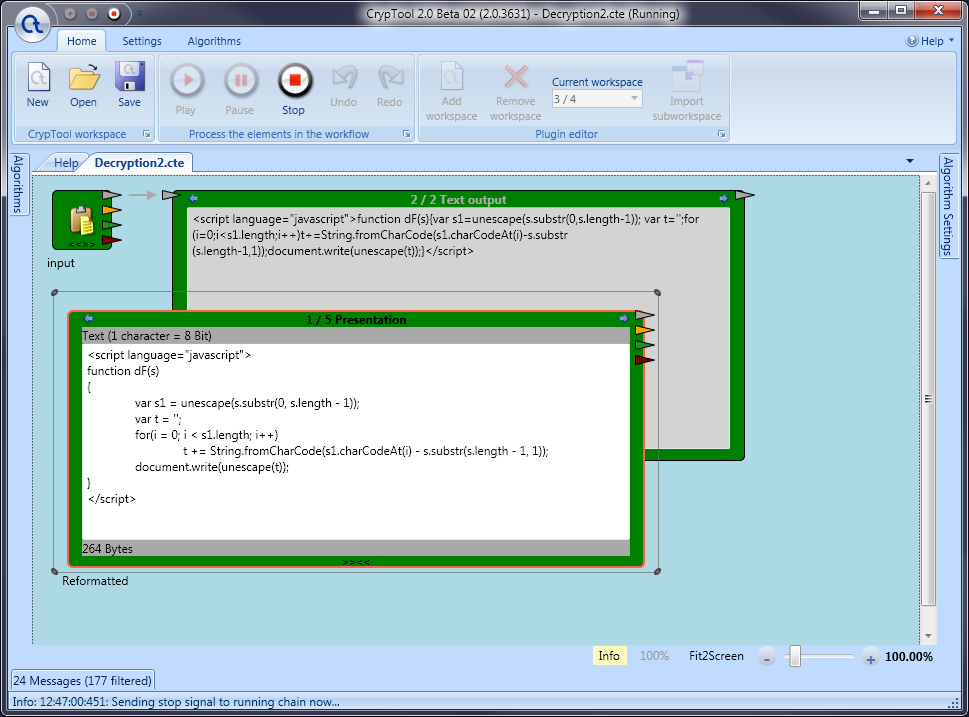 CrypTool 2.0 Beta 02 (2.0.3631) - Decryption2.cte (Running)
Ct
Home Settings Algorithms Help
New Open Save Play Pause Stop Undo Redo Add workspace Remove workspace Current workspace 3 / 4 Import subworkspace
CrypTool workspace Process the elements in the workflow Plugin editor
Algorithms
Help Decryption2.cte
Algorithm Settings
input
<<>>
2 / 2 Text output
<script language="javascript">function dF(s){var s1=unescape(s.substr(0,s.length-1)); var t='';for
(i=0;i<s1.length;i++)t+=String.fromCharCode(s1.charCodeAt(i)-s.substr
(s.length-1,1));document.write(unescape(t));}</script>
1 / 5 Presentation
Text (1 character = 8 Bit)
<script language="javascript">
function dF(s)
{
var s1 = unescape(s.substr(0, s.length - 1));
var t = '';
for(i = 0; i < s1.length; i++)
t += String.fromCharCode(s1.charCodeAt(i) - s.substr(s.length - 1, 1));
document.write(unescape(t));
}
</script>
264 Bytes
>><<
Reformatted
Info 100% Fit2Screen - + 100.00%
24 Messages (177 filtered)
Info: 12:47:00:451: Sending stop signal to running chain now...